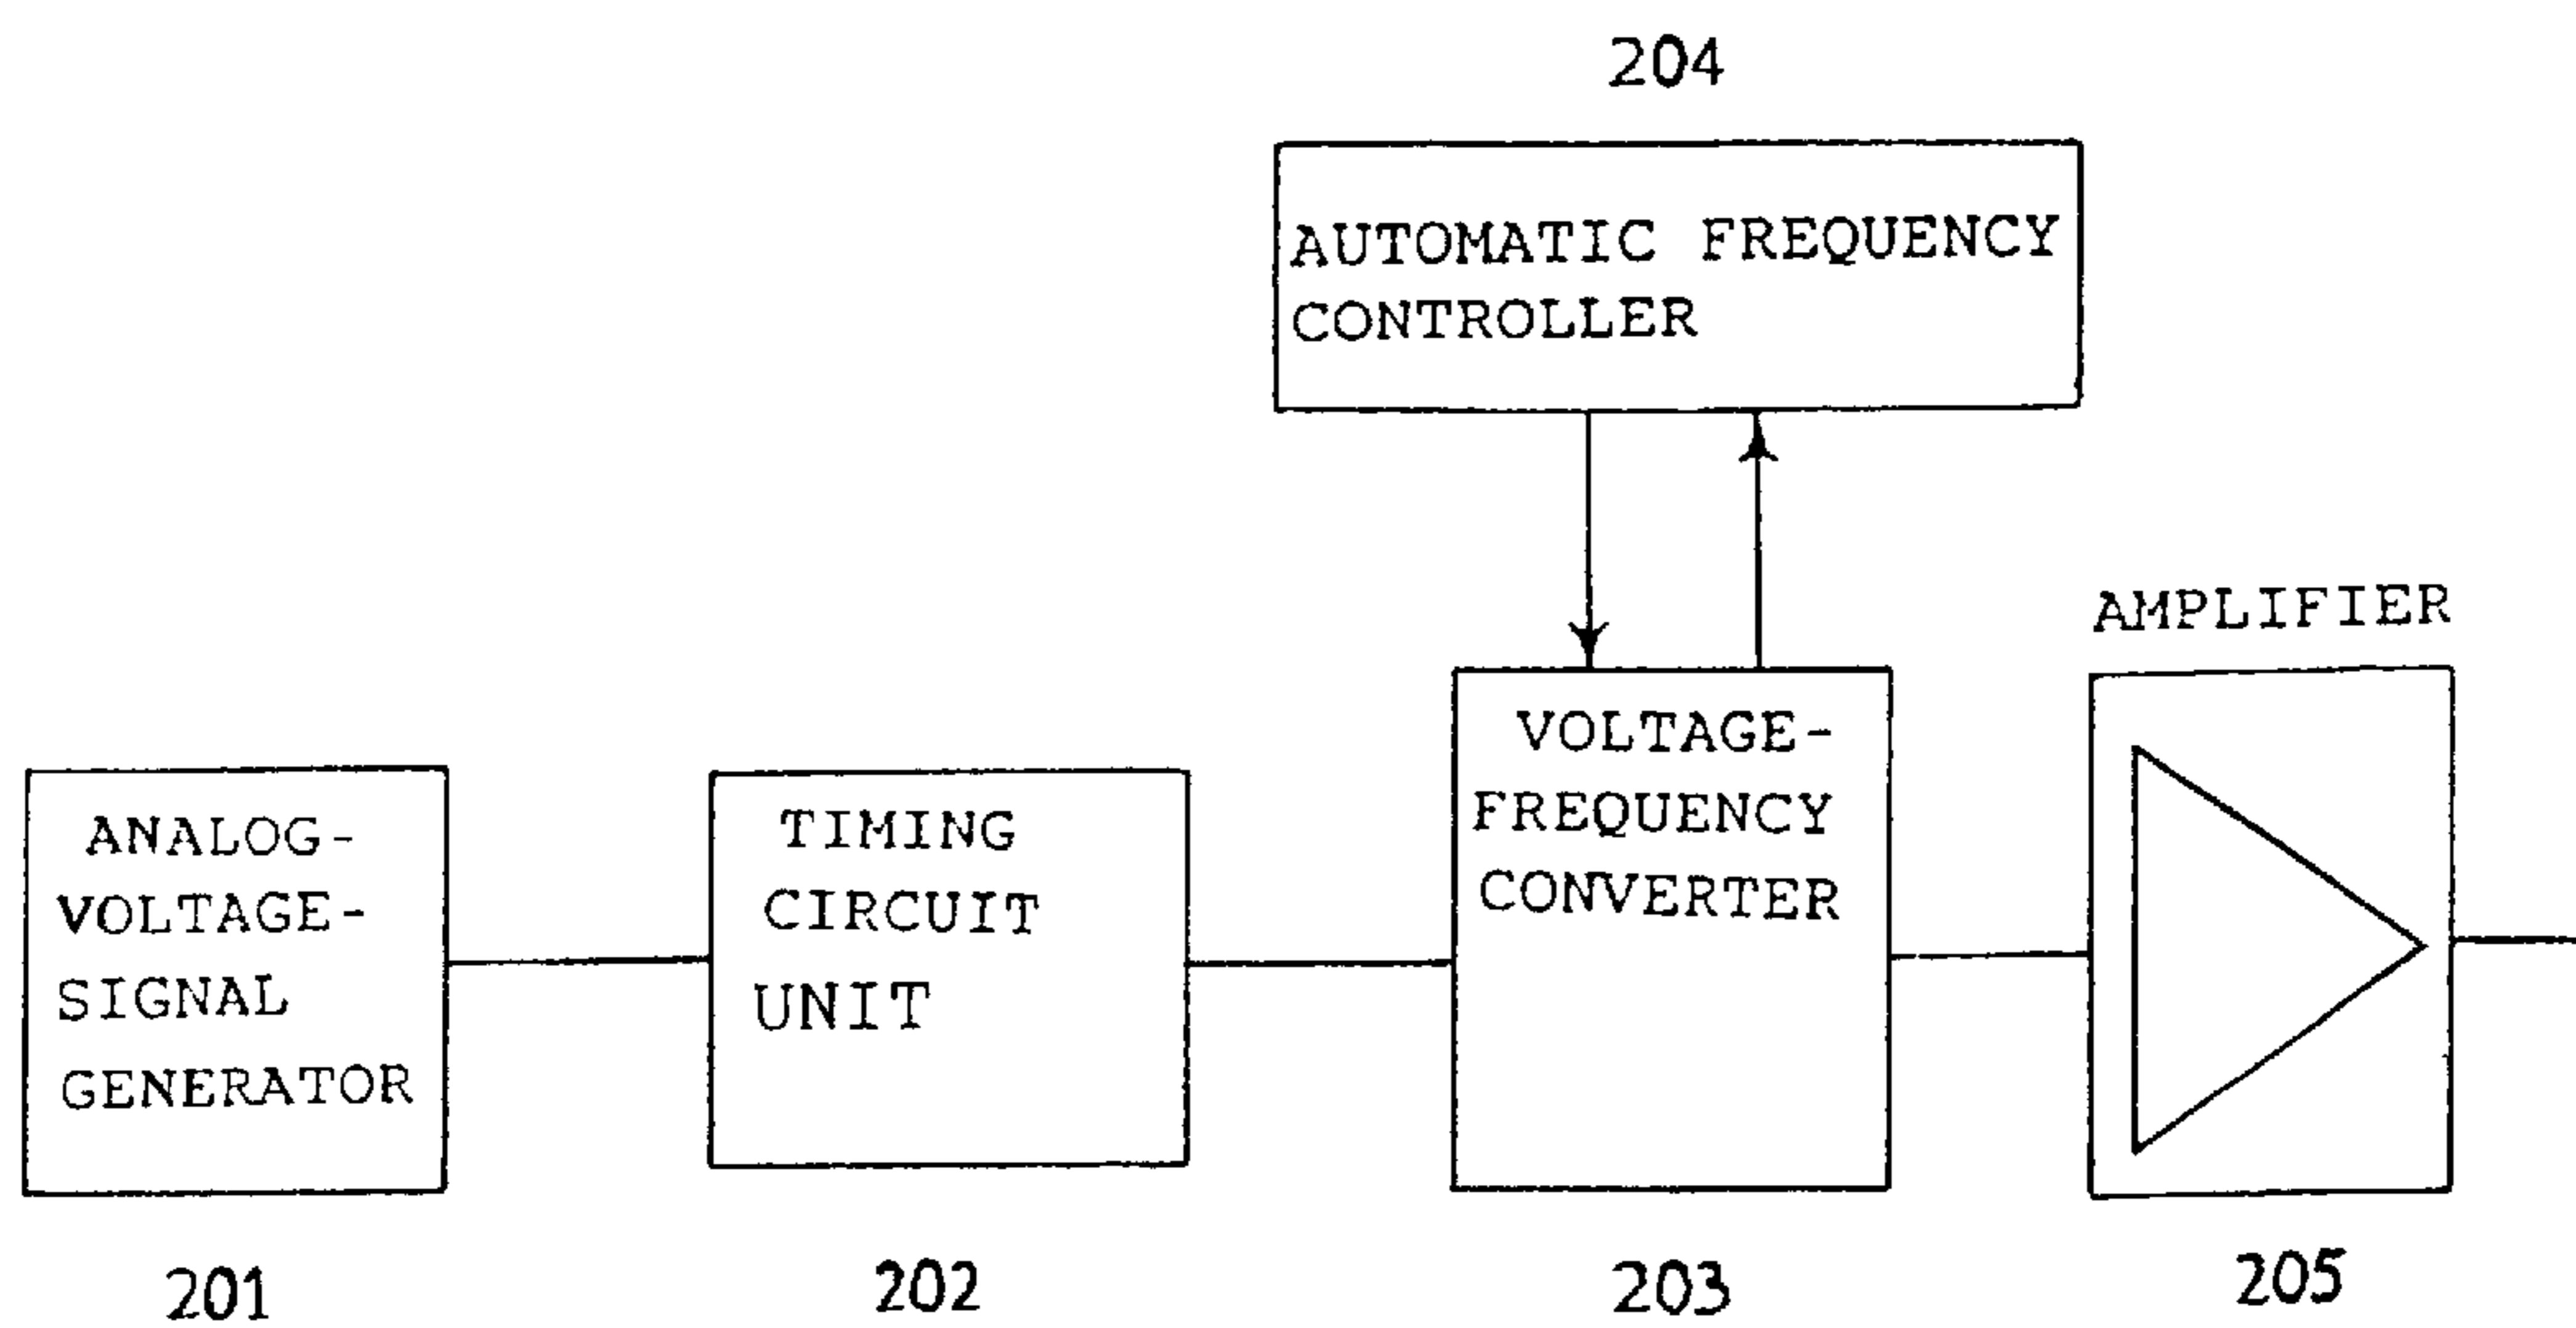 204
AUTOMATIC FREQUENCY
CONTROLLER
AMPLIFIER
ANALOG-
VOLTAGE-
SIGNAL
GENERATOR
TIMING
CIRCUIT
UNIT
VOLTAGE-
FREQUENCY
CONVERTER
201
202
203
205